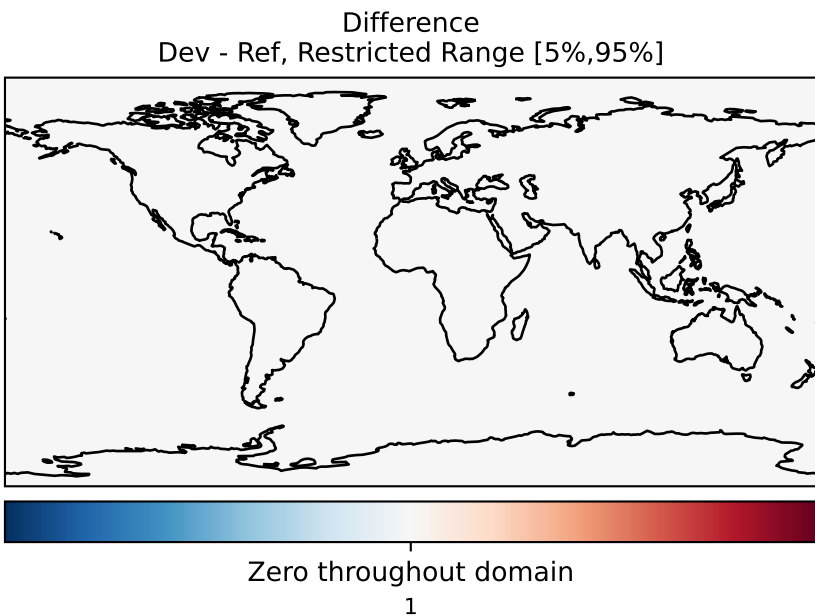 Difference
Dev - Ref, Restricted Range [5%,95%]
Zero throughout domain
1